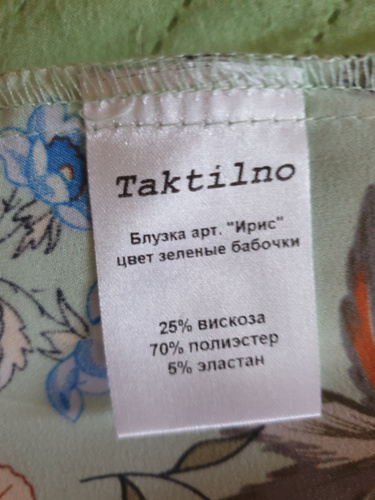 Taktilno
Блузка арт. "Ирис"
цвет зеленые бабочки
25% вискоза
70% полиэстер
5% эластан